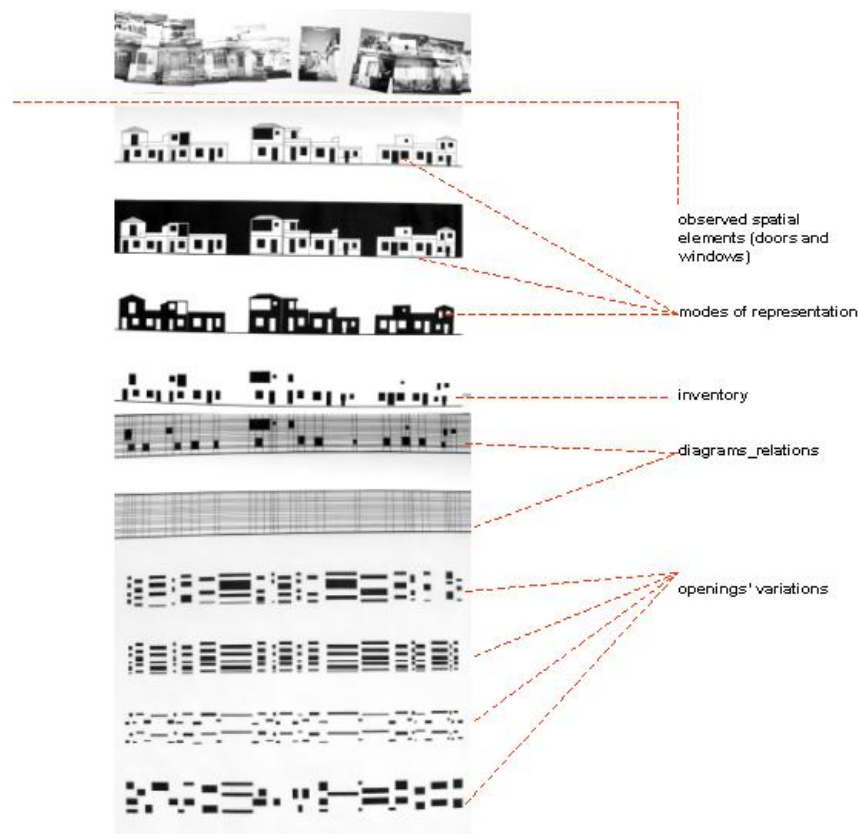 observed spatial
elements (doors and
windows)
modes of representation
inventory
diagrams_relations
openings' variations